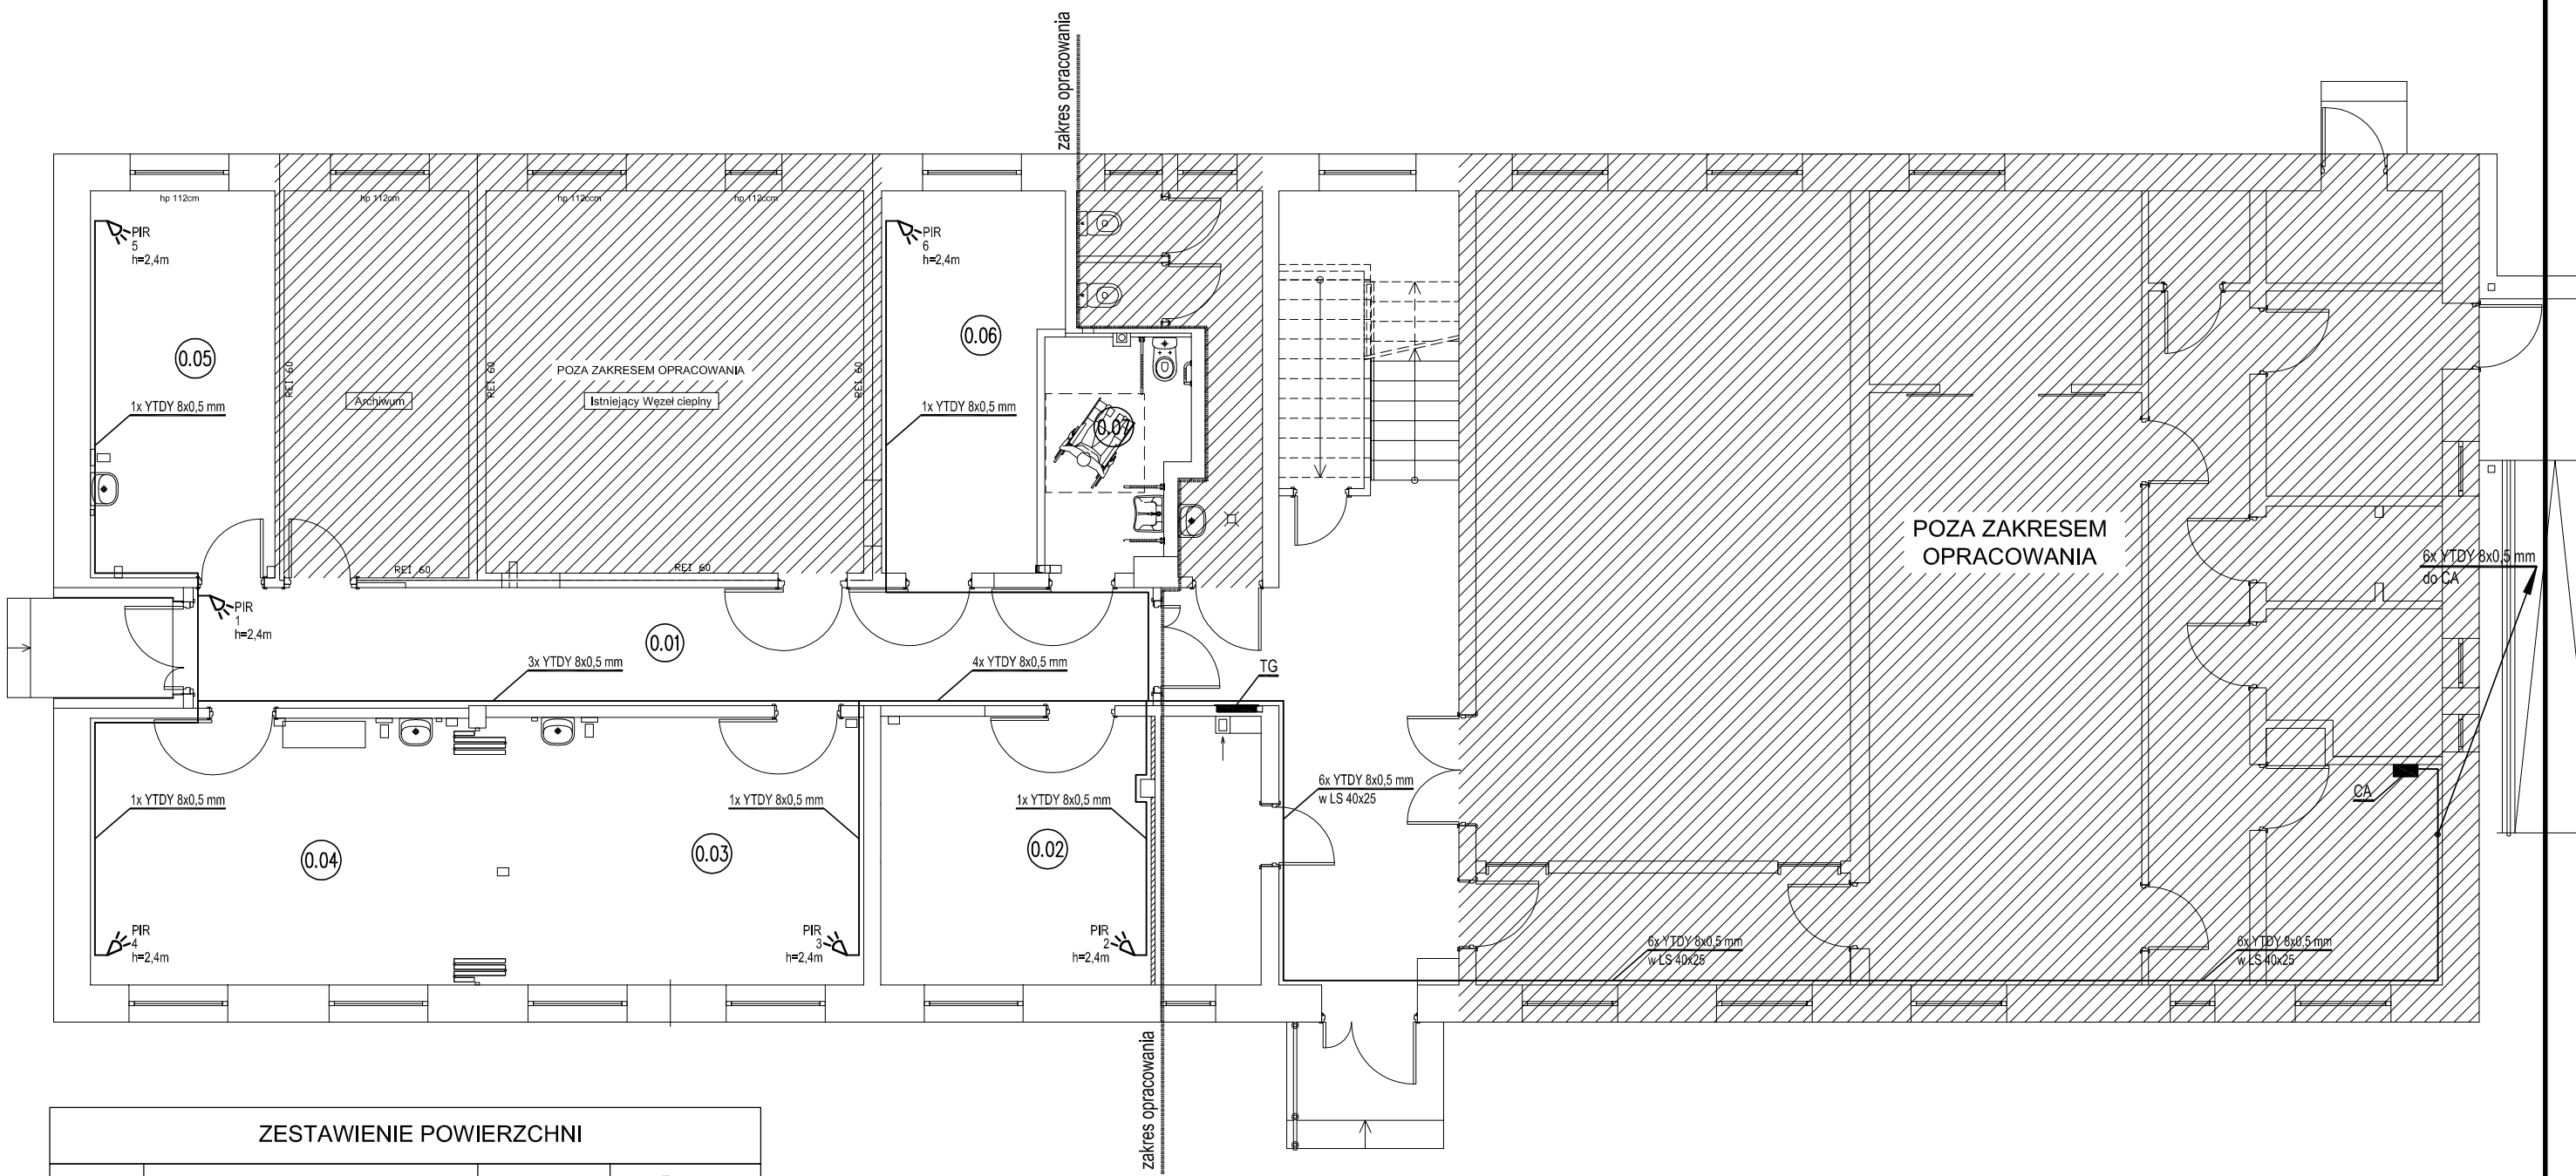 zakres opracowania
hp 112cm
hp 112cm
hp 112ccm
hp 112ccm
PIR
5
h=2,4m
PIR
6
h=2,4m
0.05
0.06
REI 60
REI 60
REI 60
POZA ZAKRESEM OPRACOWANIA
Archiwum
Istniejący Węzeł cieplny
1x YTDY 8x0,5 mm
1x YTDY 8x0,5 mm
0.07
POZA ZAKRESEM
OPRACOWANIA
6x YTDY 8x0,5 mm
do CA
REI 60
REI 60
PIR
1
h=2,4m
0.01
3x YTDY 8x0,5 mm
4x YTDY 8x0,5 mm
TG
1x YTDY 8x0,5 mm
1x YTDY 8x0,5 mm
1x YTDY 8x0,5 mm
6x YTDY 8x0,5 mm
w LS 40x25
CA
0.04
0.03
0.02
PIR
4
h=2,4m
PIR
3
h=2,4m
PIR
2
h=2,4m
6x YTDY 8x0,5 mm
w LS 40x25
6x YTDY 8x0,5 mm
w LS 40x25
zakres opracowania
ZESTAWIENIE POWIERZCHNI